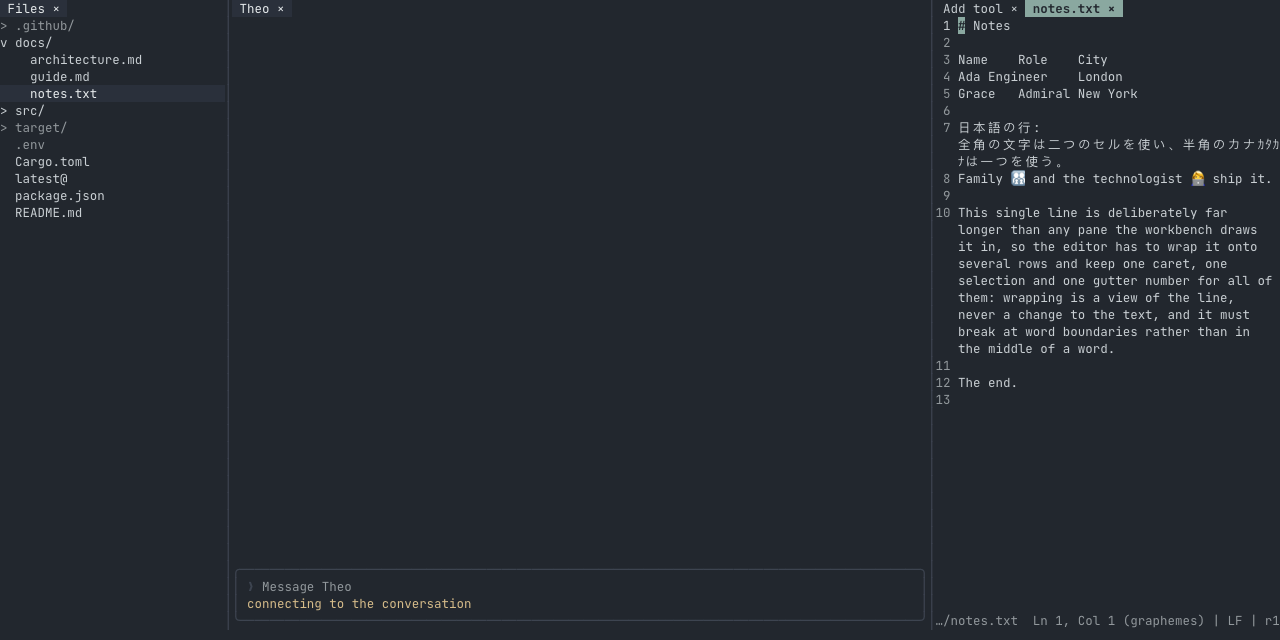 Files ×
> .github/
v docs/
architecture.md
guide.md
notes.txt
> src/
> target/
.env
Cargo.toml
latest@
package.json
README.md
Theo ×
⟩ Message Theo
connecting to the conversation
Add tool × notes.txt ×
1 # Notes
2
3 Name Role City
4 Ada Engineer London
5 Grace Admiral New York
6
7 日本語の行:
全角の文字は二つのセルを使い、半角のカナカタカ
ナは一つを使う。
8 Family and the technologist ship it.
9
10 This single line is deliberately far
longer than any pane the workbench draws
it in, so the editor has to wrap it onto
several rows and keep one caret, one
selection and one gutter number for all of
them: wrapping is a view of the line,
never a change to the text, and it must
break at word boundaries rather than in
the middle of a word.
11
12 The end.
13
…/notes.txt Ln 1, Col 1 (graphemes) | LF | r1